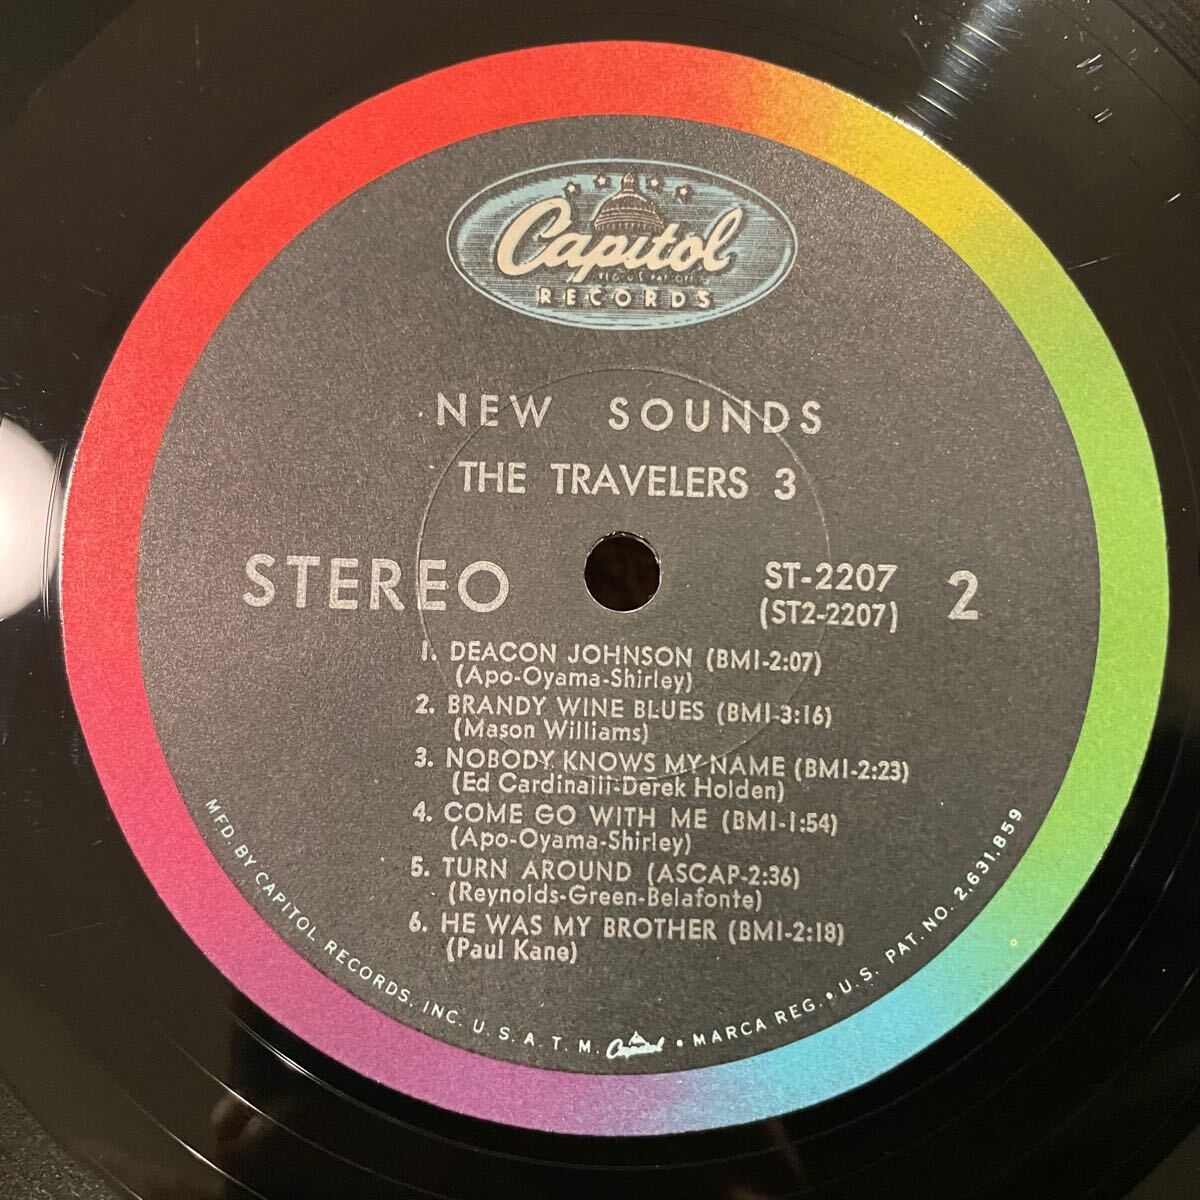 Capitol
RECORDS
NEW SOUNDS
THE TRAVELERS 3
STEREO
ST-2207
(ST2-2207)
2
1. DEACON JOHNSON (BMI-2:07)
(Apo-Oyama-Shirley)
2. BRANDY WINE BLUES (BMI-3:16)
(Mason Williams)
3. NOBODY KNOWS MY NAME (BMI-2:23)
(Ed Cardinalli-Derek Holden)
4. COME GO WITH ME (BMI-1:54)
(Apo-Oyama-Shirley)
5. TURN AROUND (ASCAP-2:36)
(Reynolds-Green-Belafonte)
6. HE WAS MY BROTHER (BMI-2:18)
(Paul Kane)
MFD. BY CAPITOL RECORDS, INC. U.S.A. T.M. Capitol • MARCA REG. • U.S. PAT. NO. 2,631,859